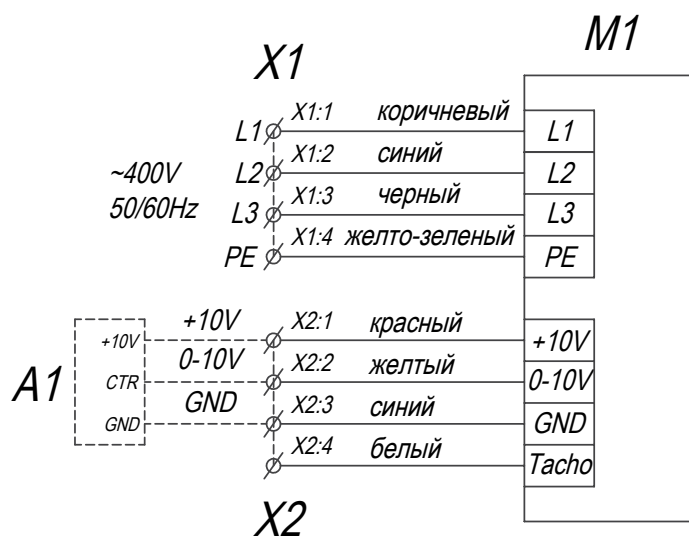 M1
X1
X1:1 коричневый
L1 L1
X1:2 синий
L2 L2
~400V
50/60Hz
X1:3 черный
L3 L3
X1:4 желто-зеленый
PE PE
+10V X2:1 красный
+10V +10V
0-10V X2:2 желтый
A1 CTR 0-10V
GND X2:3 синий
GND GND
X2:4 белый
Tacho
X2